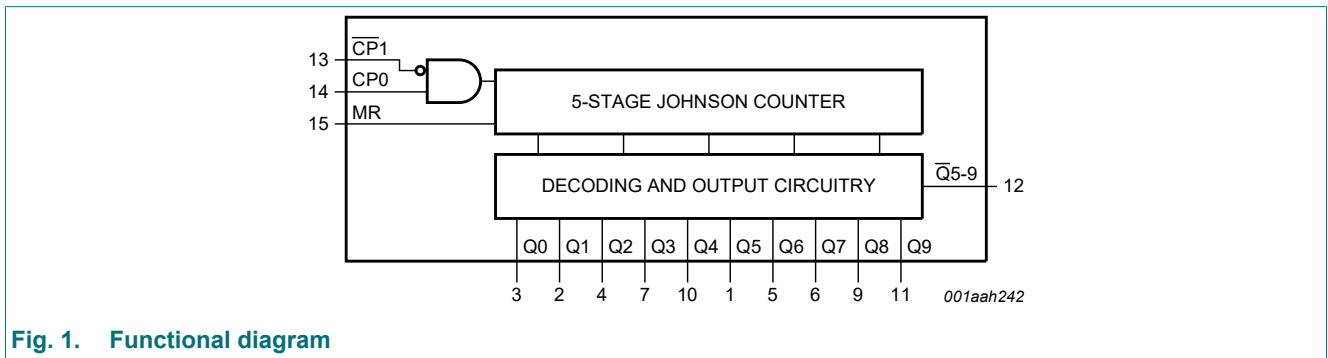 13 C̅P̅1
14 CP0
15 MR
5-STAGE JOHNSON COUNTER
DECODING AND OUTPUT CIRCUITRY
Q̅5-9 12
Q0 Q1 Q2 Q3 Q4 Q5 Q6 Q7 Q8 Q9
3 2 4 7 10 1 5 6 9 11
001aah242
Fig. 1. Functional diagram